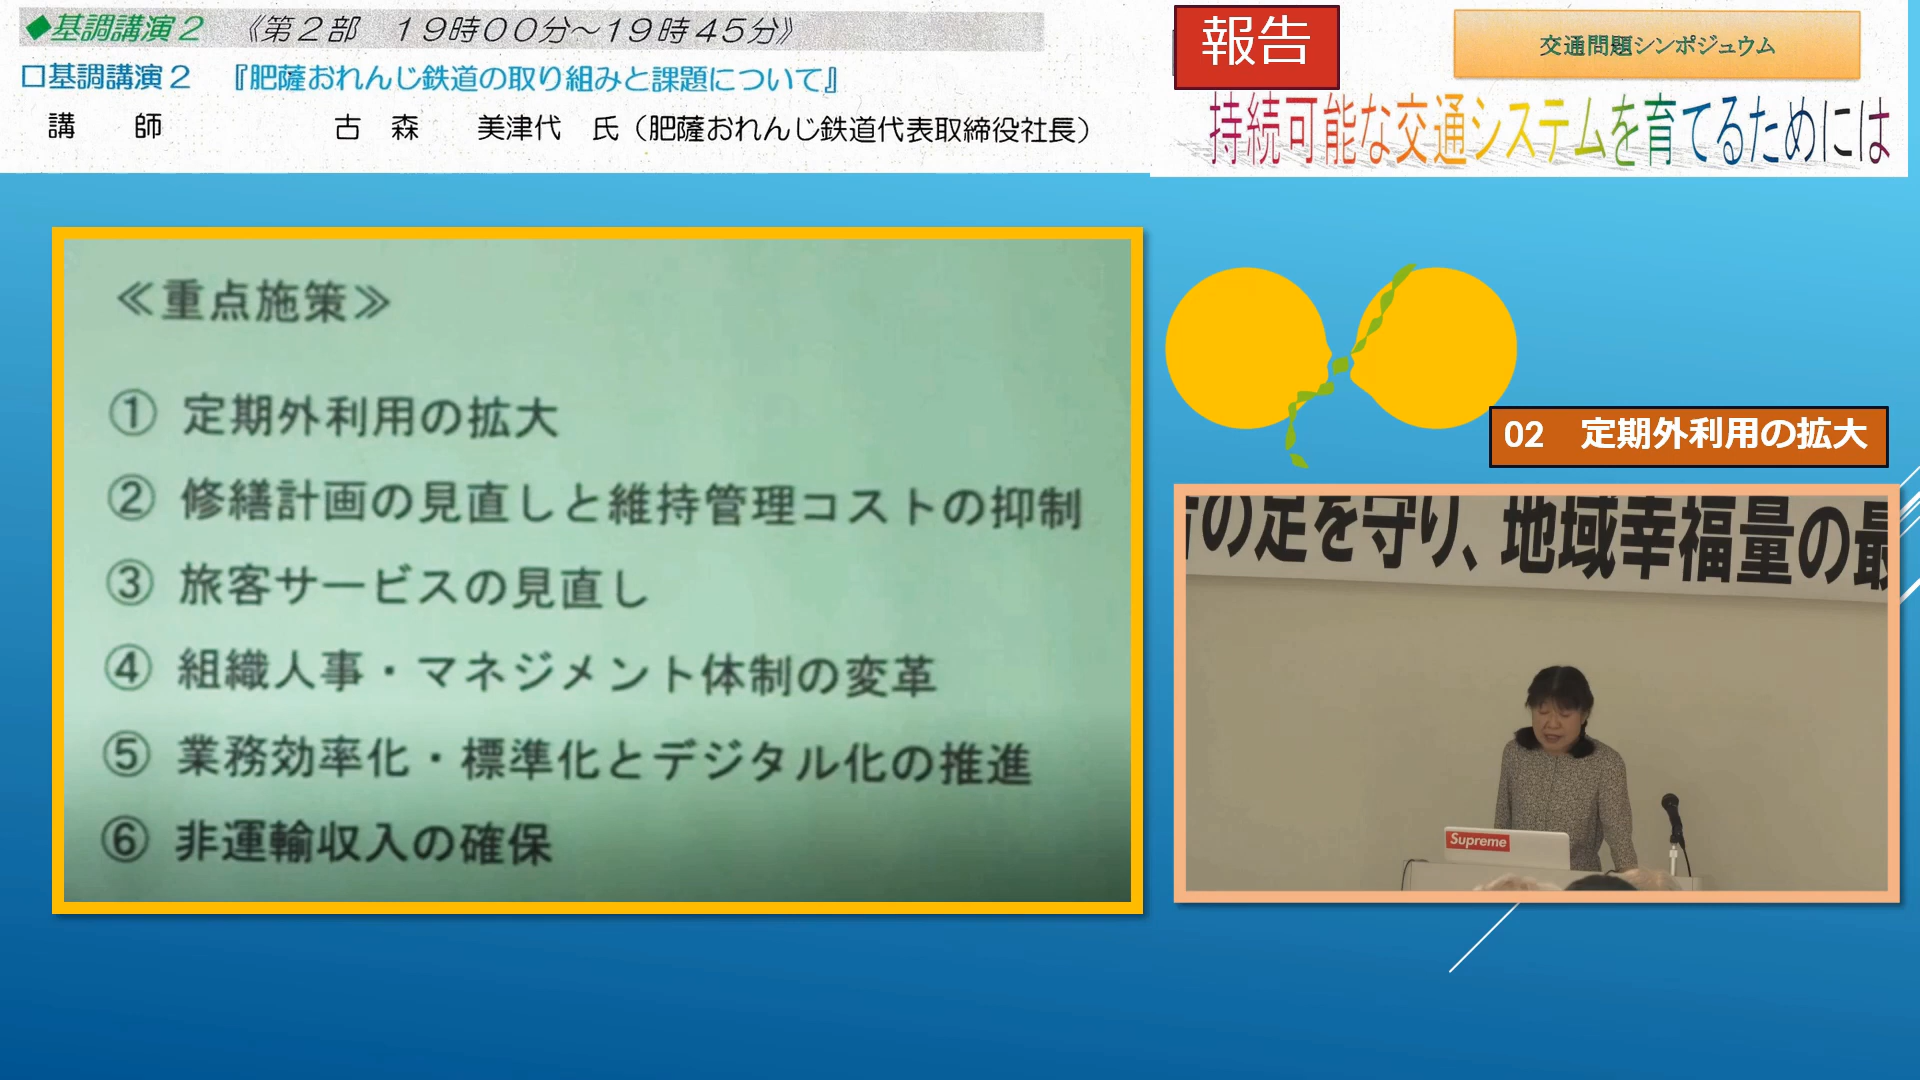 ◆基調講演２　《第２部　１９時００分～１９時４５分》
□基調講演２　『肥薩おれんじ鉄道の取り組みと課題について』
講　師　古　森　美津代　氏（肥薩おれんじ鉄道代表取締役社長）
報告
交通問題シンポジュウム
持続可能な交通システムを育てるためには
≪重点施策≫
① 定期外利用の拡大
② 修繕計画の見直しと維持管理コストの抑制
③ 旅客サービスの見直し
④ 組織人事・マネジメント体制の変革
⑤ 業務効率化・標準化とデジタル化の推進
⑥ 非運輸収入の確保
02　定期外利用の拡大
の足を守り、地域幸福量の最
Supreme